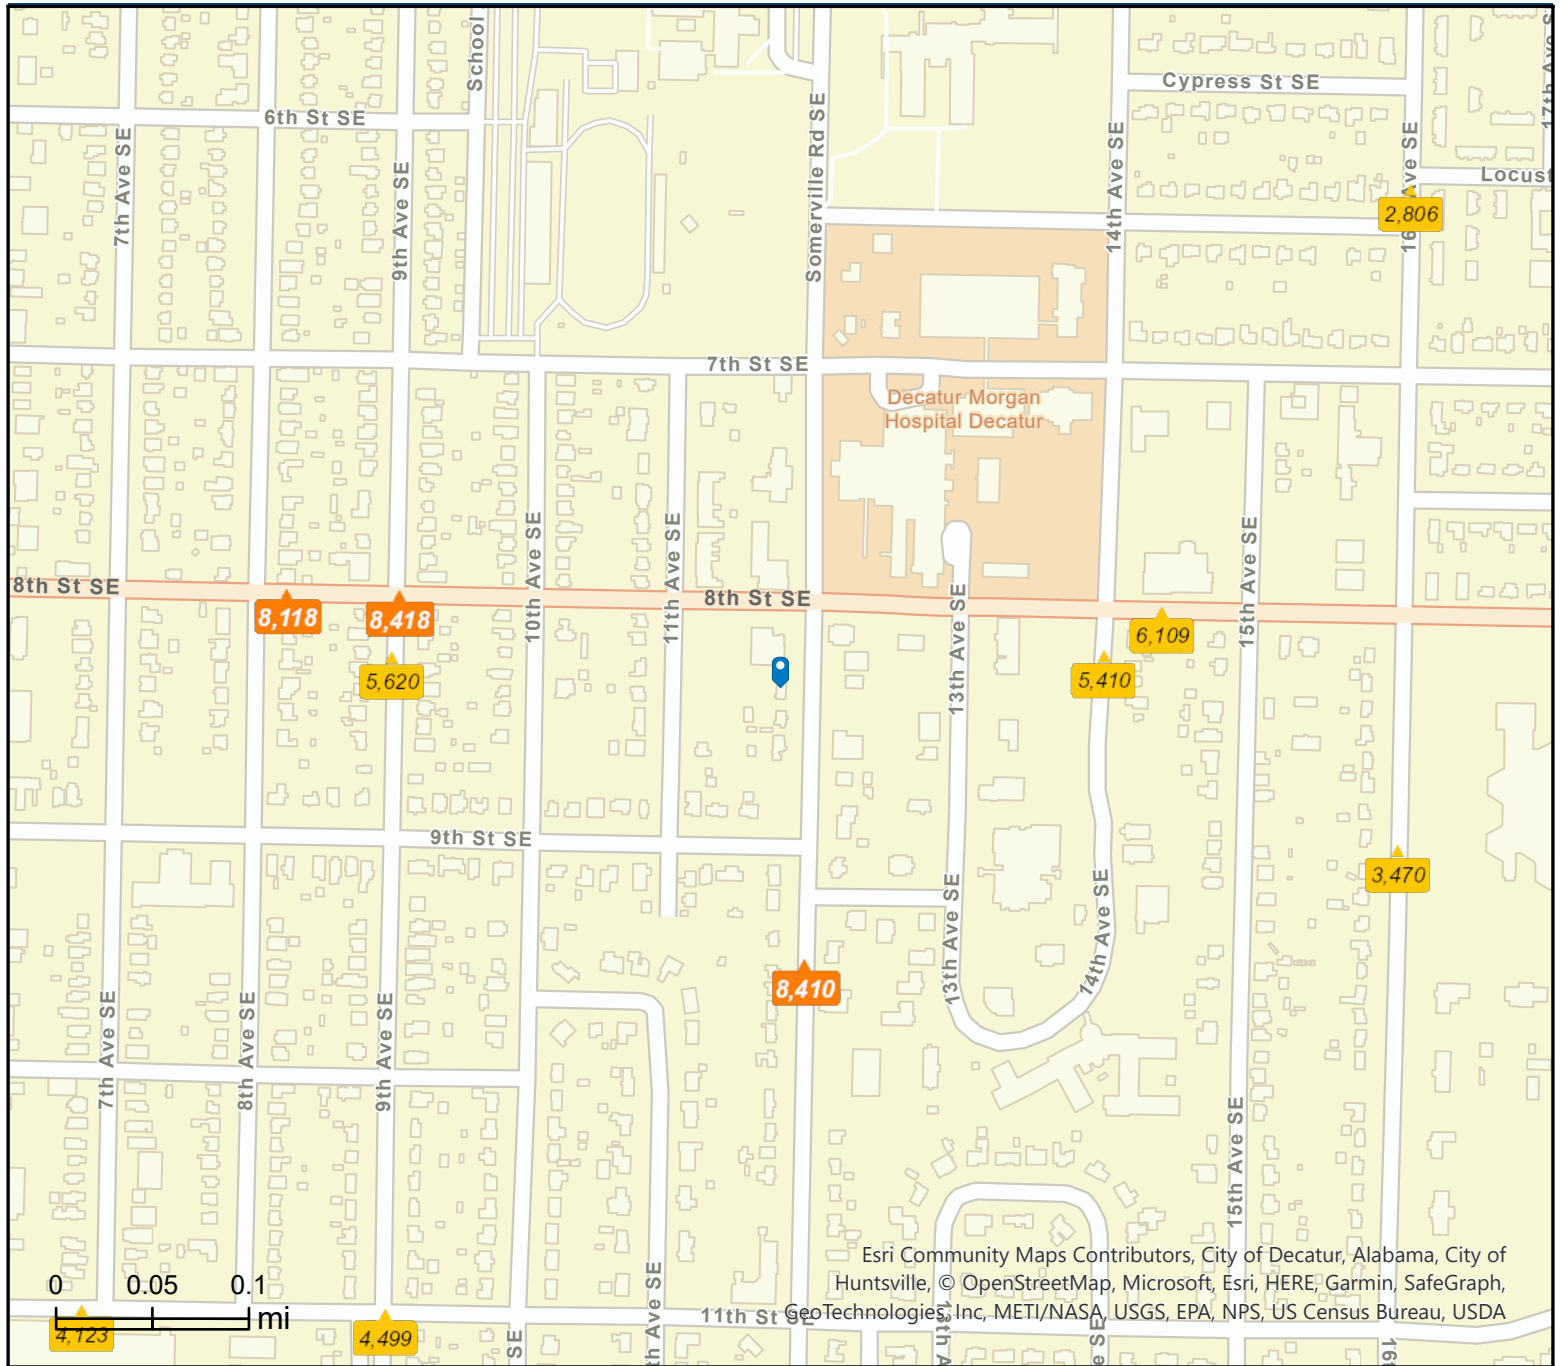 School
Cypress St SE
17th Ave S
6th St SE
7th Ave SE
9th Ave SE
Somerville Rd SE
14th Ave SE
16th Ave SE
Locust
2,806
7th St SE
Decatur Morgan
Hospital Decatur
8th St SE
8,118
8,418
10th Ave SE
11th Ave SE
8th St SE
13th Ave SE
15th Ave SE
6,109
5,620
5,410
9th St SE
3,470
13th Ave SE
14th Ave SE
8,410
7th Ave SE
8th Ave SE
9th Ave SE
15th Ave SE
Esri Community Maps Contributors, City of Decatur, Alabama, City of
Huntsville, © OpenStreetMap, Microsoft, Esri, HERE, Garmin, SafeGraph,
GeoTechnologies, Inc, METI/NASA, USGS, EPA, NPS, US Census Bureau, USDA
0 0.05 0.1
mi
4,123
4,499
11th St SE
SE
th Ave SE
e SE